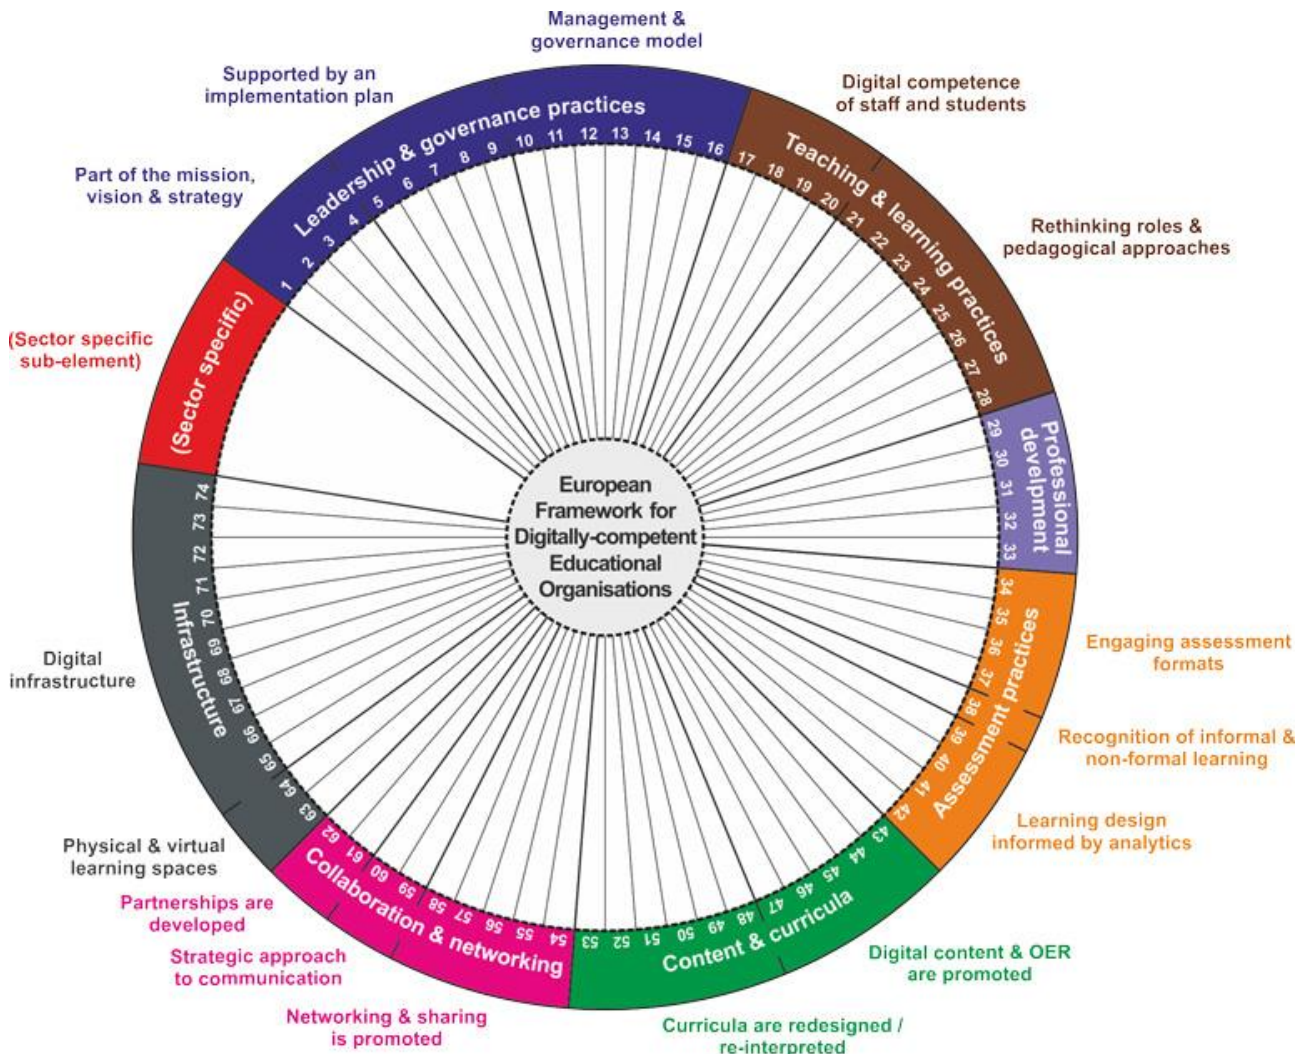 Management &
governance model
Supported by an
implementation plan
Part of the mission,
vision & strategy
Digital competence
of staff and students
Rethinking roles &
pedagogical approaches
Leadership & governance practices
1 2 3 4 5 6 7 8 9 10 11 12 13 14 15 16
Teaching & learning practices
17 18 19 20 21 22 23 24 25 26 27 28
Professional
develpment
29 30 31 32 33
Assessment practices
34 35 36 37 38 39 40 41 42
Engaging assessment
formats
Recognition of informal &
non-formal learning
Learning design
informed by analytics
Content & curricula
43 44 45 46 47 48 49 50 51 52 53
Digital content & OER
are promoted
Curricula are redesigned /
re-interpreted
Collaboration & networking
54 55 56 57 58 59 60 61 62
Networking & sharing
is promoted
Strategic approach
to communication
Partnerships are
developed
Infrastructure
63 64 65 66 67 68 69 70 71 72 73 74
Physical & virtual
learning spaces
Digital
infrastructure
(Sector specific)
(Sector specific
sub-element)
European
Framework for
Digitally-competent
Educational
Organisations